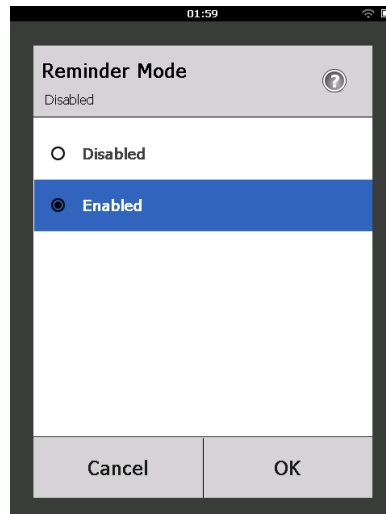 01:59
Reminder Mode
Disabled
?
Disabled
Enabled
Cancel
OK